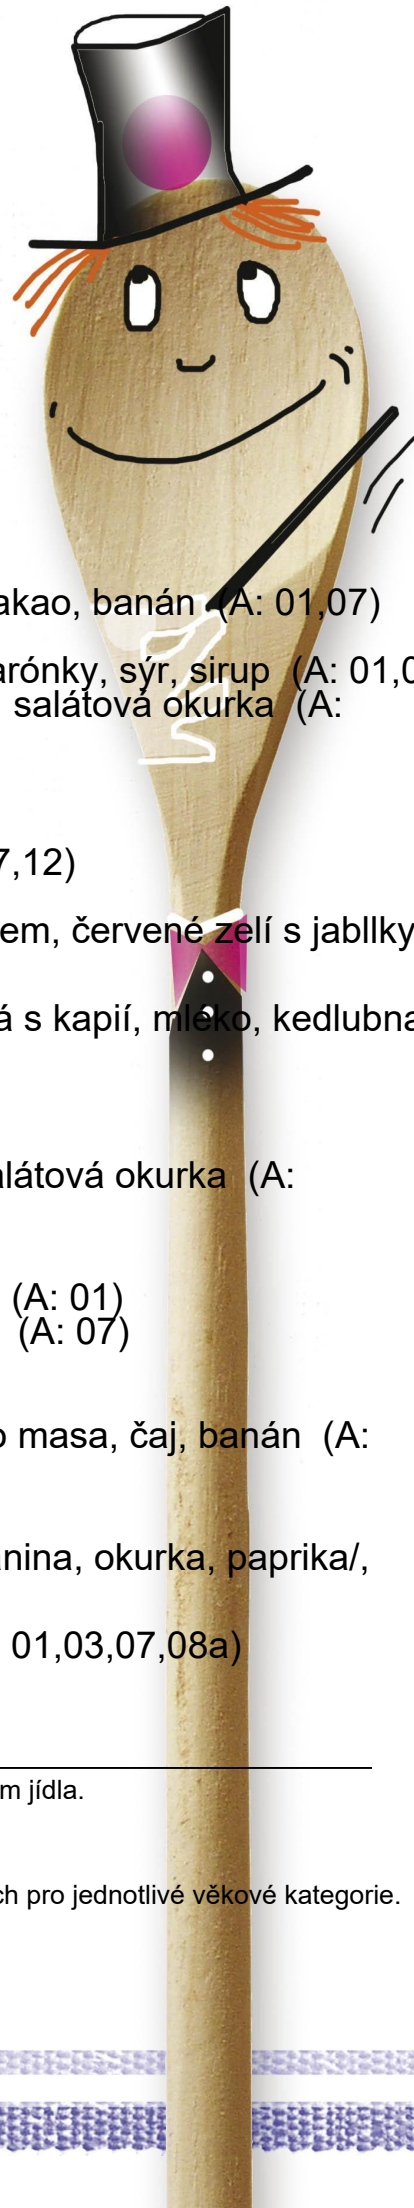 akao, banán (A: 01,07)
arónky, sýr, sirup (A: 01,0
salátová okurka (A:
7,12)
em, červené zelí s jabllky
á s kapií, mléko, kedlubna
alátová okurka (A:
(A: 01)
(A: 07)
o masa, čaj, banán (A:
anina, okurka, paprika/,
01,03,07,08a)
m jídla.
ch pro jednotlivé věkové kategorie.